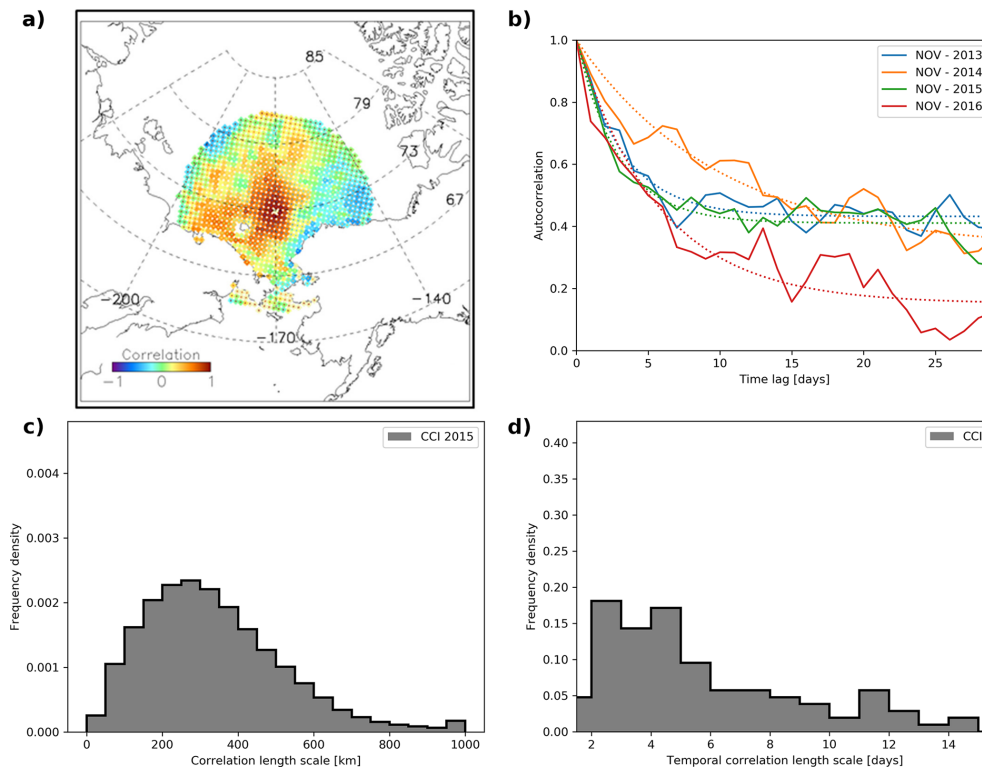 a)
85
79
73
67
−200
−140
−170
Correlation
−1 0 1
b)
1.0
0.8
0.6
0.4
0.2
0.0
Autocorrelation
NOV - 2013
NOV - 2014
NOV - 2015
NOV - 2016
0 5 10 15 20 25
Time lag [days]
c)
CCI 2015
0.004
0.003
0.002
0.001
0.000
Frequency density
0 200 400 600 800 1000
Correlation length scale [km]
d)
CCI
0.40
0.35
0.30
0.25
0.20
0.15
0.10
0.05
0.00
Frequency density
2 4 6 8 10 12 14
Temporal correlation length scale [days]